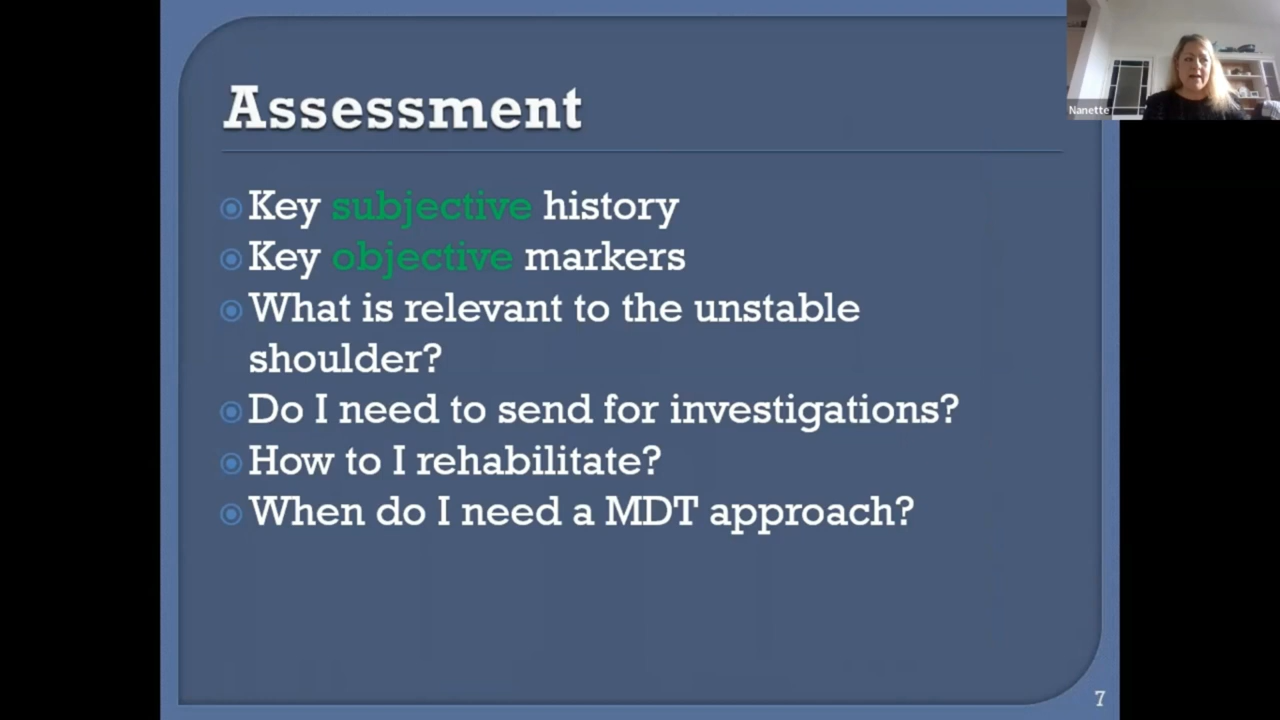 Assessment
Key subjective history
Key objective markers
What is relevant to the unstable
shoulder?
Do I need to send for investigations?
How to I rehabilitate?
When do I need a MDT approach?
Nanette
7